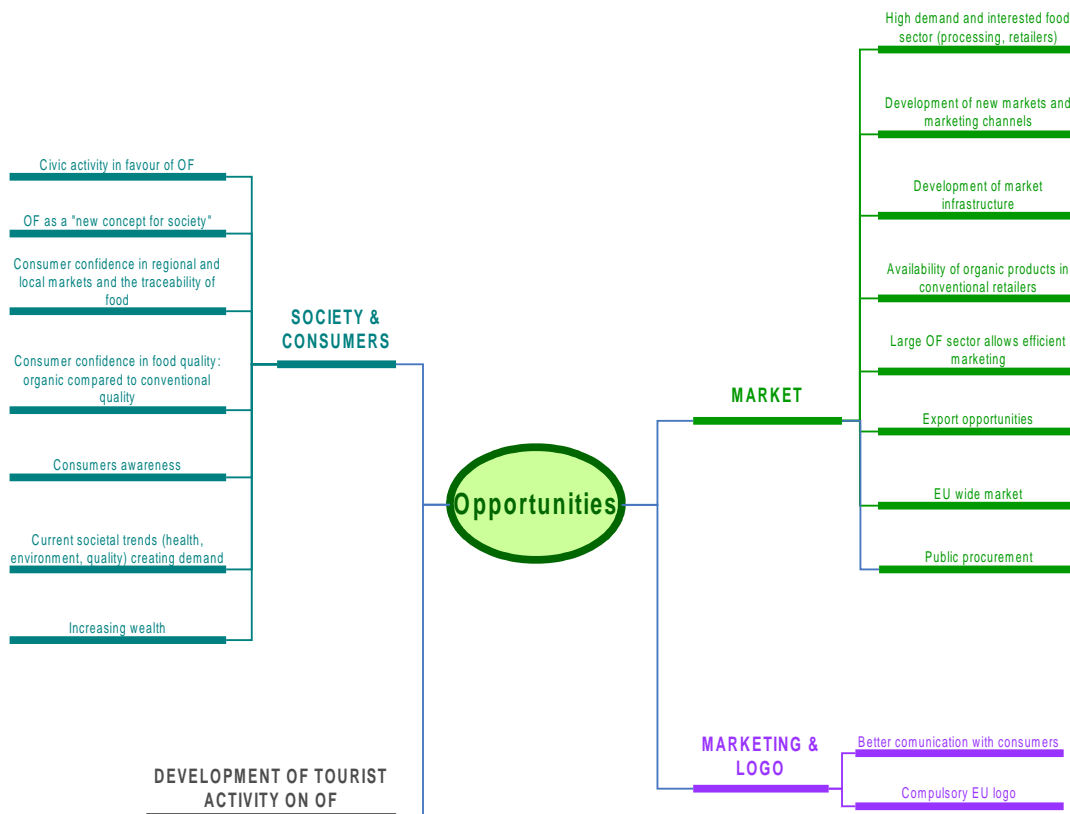 Opportunities
SOCIETY &
CONSUMERS
Civic activity in favour of OF
OF as a "new concept for society"
Consumer confidence in regional and
local markets and the traceability of
food
Consumer confidence in food quality:
organic compared to conventional
quality
Consumers awareness
Current societal trends (health,
environment, quality) creating demand
Increasing wealth
DEVELOPMENT OF TOURIST
ACTIVITY ON OF
MARKET
High demand and interested food
sector (processing, retailers)
Development of new markets and
marketing channels
Development of market
infrastructure
Availability of organic products in
conventional retailers
Large OF sector allows efficient
marketing
Export opportunities
EU wide market
Public procurement
MARKETING &
LOGO
Better comunication with consumers
Compulsory EU logo